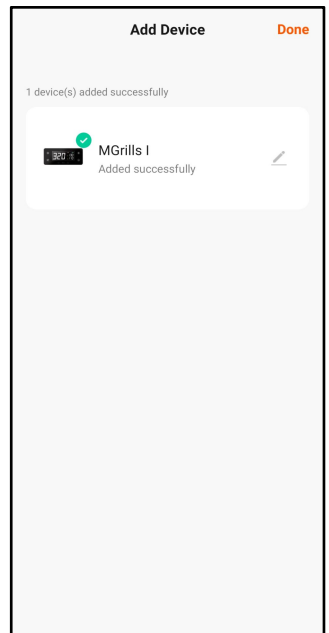 Add Device
Done
1 device(s) added successfully
320
MGrills I
Added successfully